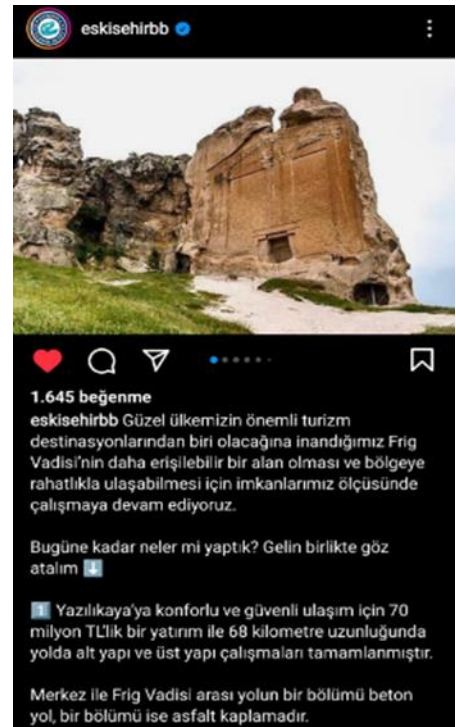 eskisehirbb
1.645 beğenme
eskisehirbb Güzel ülkemizin önemli turizm
destinasyonlarından biri olacağına inandığımız Frig
Vadisi'nin daha erişilebilir bir alan olması ve bölgeye
rahatlıkla ulaşabilmesi için imkanlarımız ölçüsünde
çalışmaya devam ediyoruz.
Bugüne kadar neler mi yaptık? Gelin birlikte göz
atalım ⬇️
1️⃣ Yazılıkaya'ya konforlu ve güvenli ulaşım için 70
milyon TL'lik bir yatırım ile 68 kilometre uzunluğunda
yolda alt yapı ve üst yapı çalışmaları tamamlanmıştır.
Merkez ile Frig Vadisi arası yolun bir bölümü beton
yol, bir bölümü ise asfalt kaplamadır.